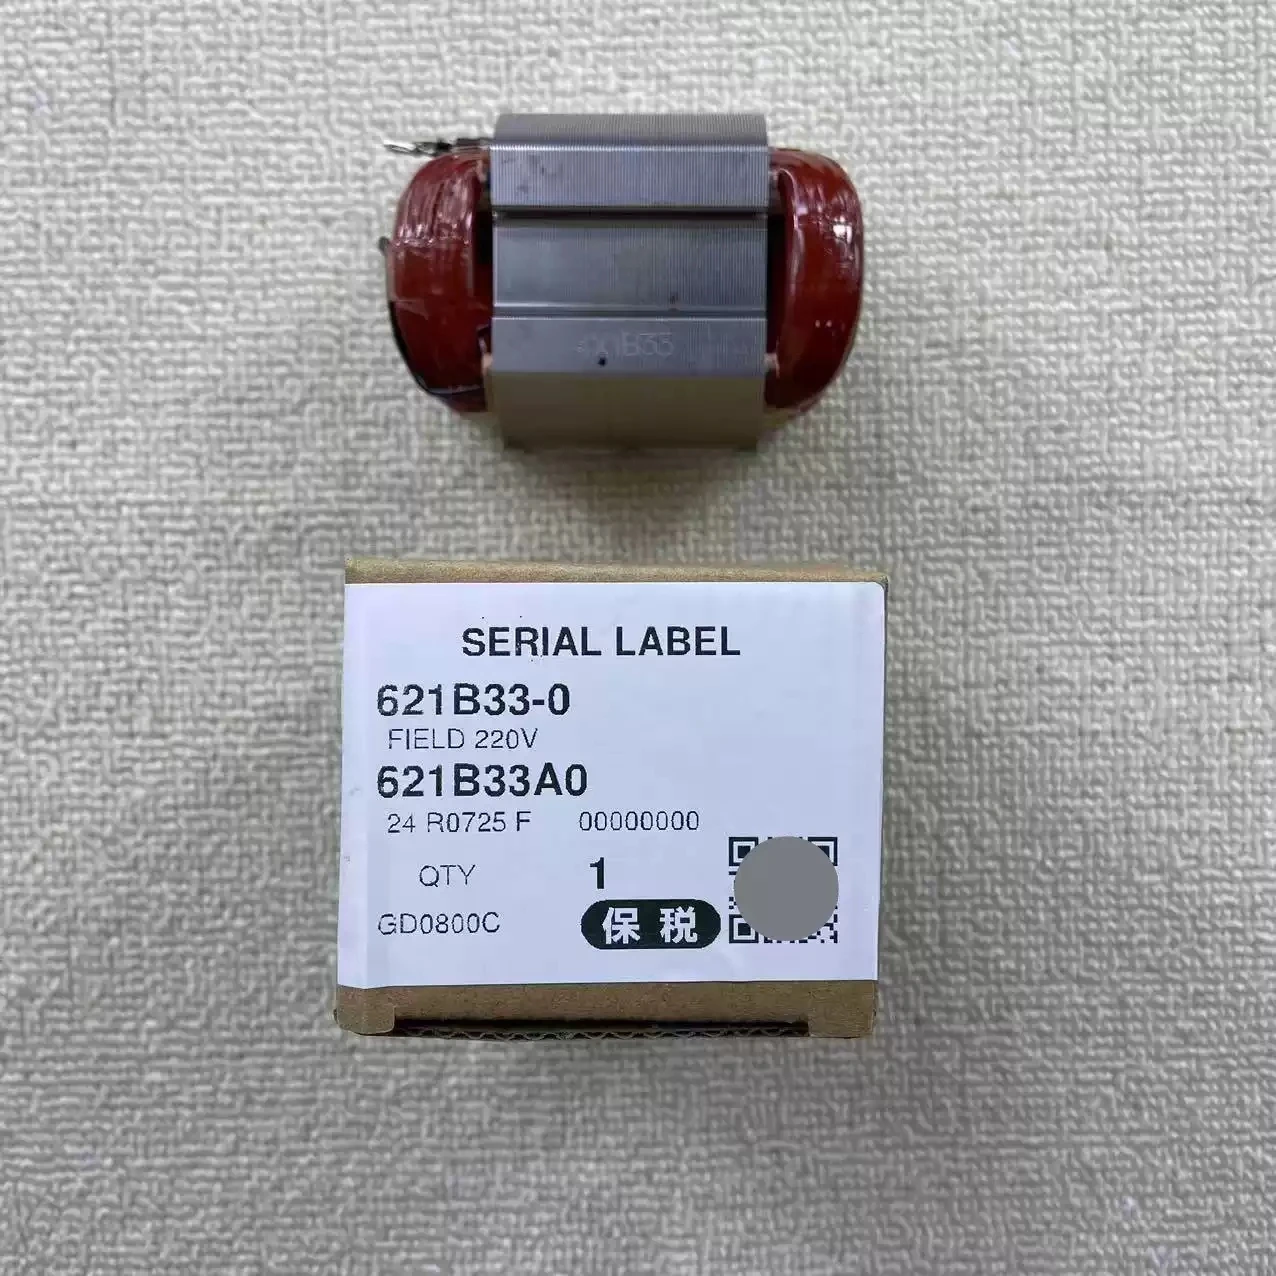 SERIAL LABEL
621B33-0
FIELD 220V
621B33A0
24 R0725 F 00000000
QTY 1
GD0800C 保税